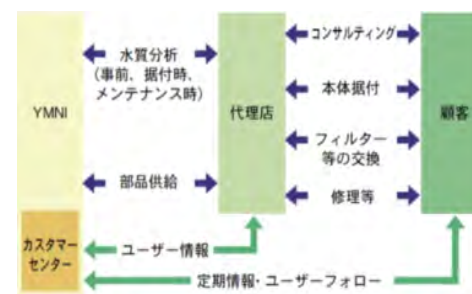 YMNI
水質分析
(事前、据付時、
メンテナンス時)
部品供給
代理店
コンサルティング
本体据付
フィルター
等の交換
修理等
顧客
カスタマー
センター
ユーザー情報
定期情報・ユーザーフォロー